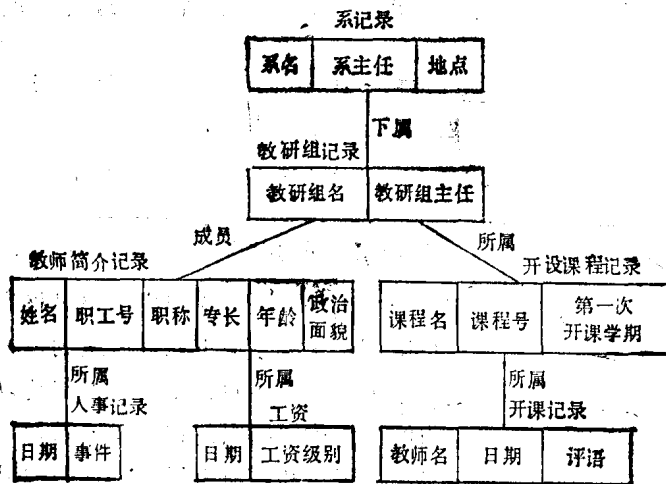 系记录
系名 系主任 地点
下属
教研组记录
教研组名 教研组主任
成员 所属
教师简介记录 开设课程记录
姓名 职工号 职称 专长 年龄 政治面貌 课程名 课程号 第一次开课学期
所属 所属 所属
人事记录 工资 开课记录
日期 事件 日期 工资级别 教师名 日期 评语